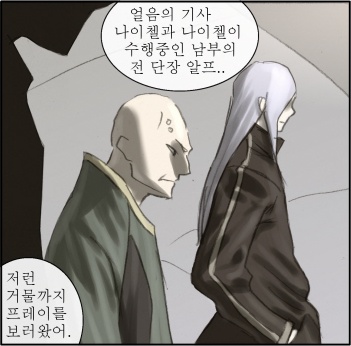 얼음의 기사
나이첼과 나이첼이
수행중인 남부의
전 단장 알프..
저런
거물까지
프레이를
보러왔어.